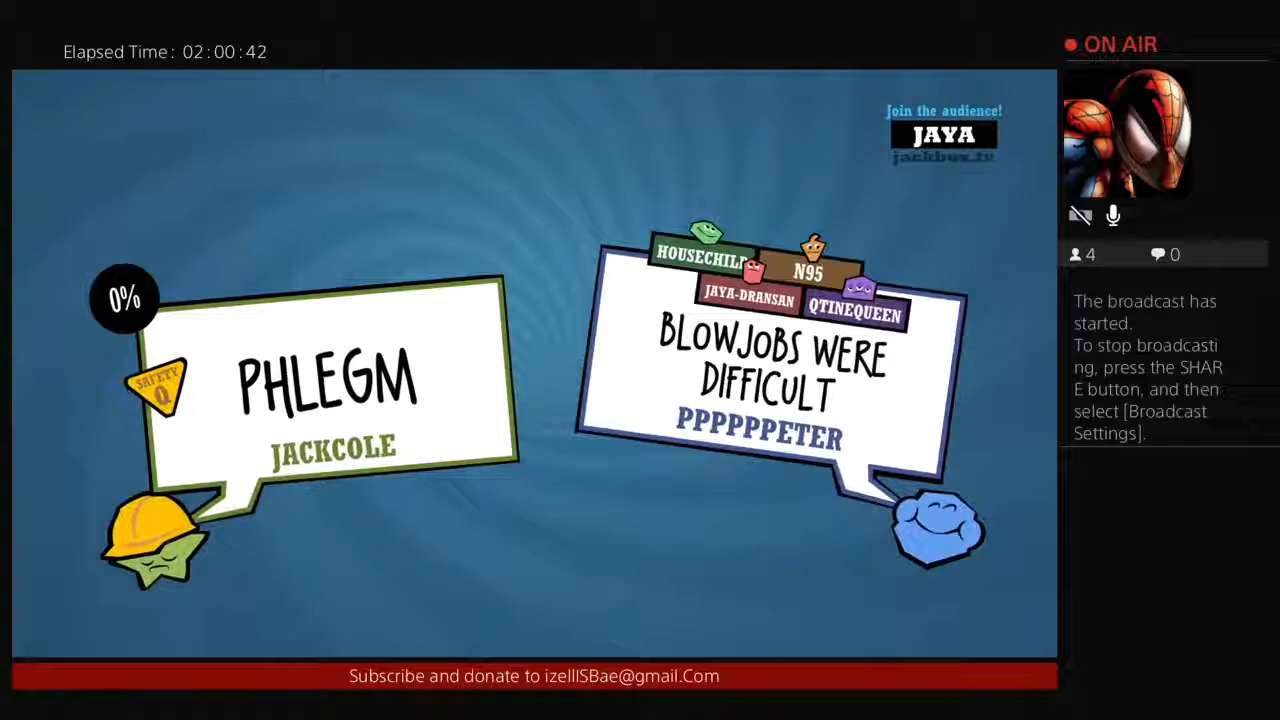 Elapsed Time: 02:00:42
ON AIR
Join the audience!
JAYA
jackbox.tv
4
0
The broadcast has
started.
To stop broadcasti
ng, press the SHAR
E button, and then
select [Broadcast
Settings].
0%
SAFETY
Q
PHLEGM
JACKCOLE
HOUSECHILD
N95
JAYA-DRANSAN
QTINEQUEEN
BLOWJOBS WERE
DIFFICULT
PPPPPPETER
Subscribe and donate to izellISBae@gmail.Com